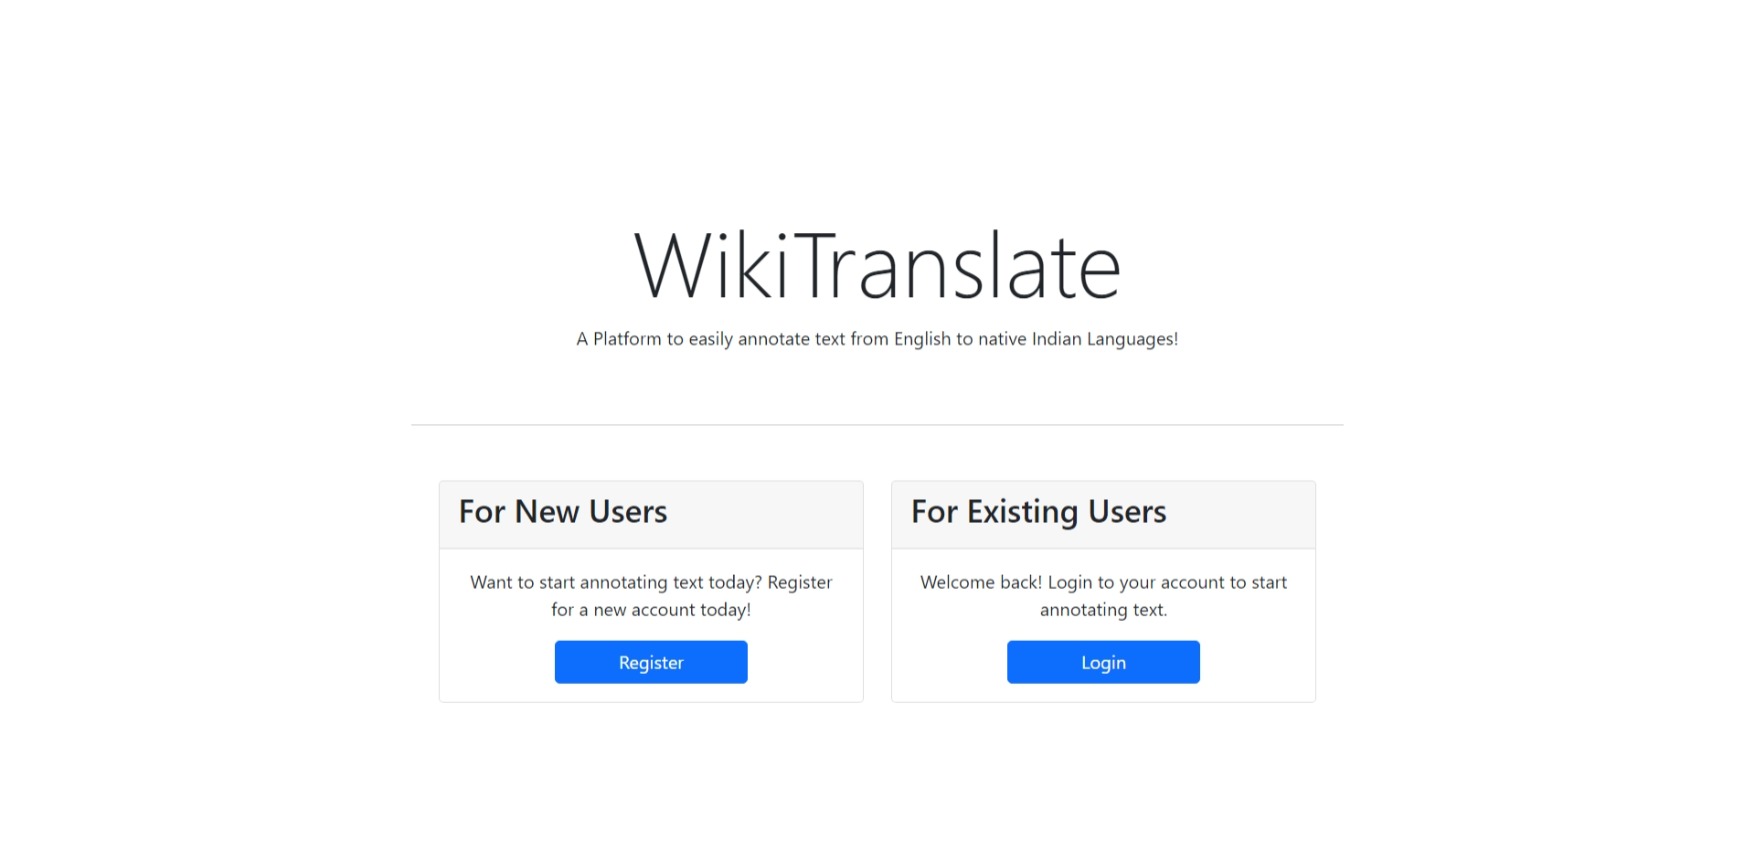 WikiTranslate
A Platform to easily annotate text from English to native Indian Languages!
For New Users
Want to start annotating text today? Register
for a new account today!
Register
For Existing Users
Welcome back! Login to your account to start
annotating text.
Login